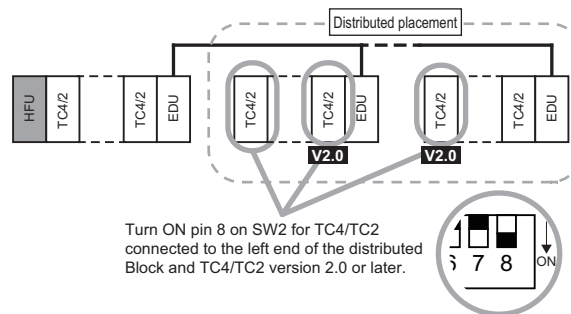 Distributed placement
HFU
TC4/2
TC4/2
EDU
TC4/2
TC4/2
EDU
TC4/2
TC4/2
EDU
V2.0
V2.0
Turn ON pin 8 on SW2 for TC4/TC2
connected to the left end of the distributed
Block and TC4/TC2 version 2.0 or later.
7 8
ON